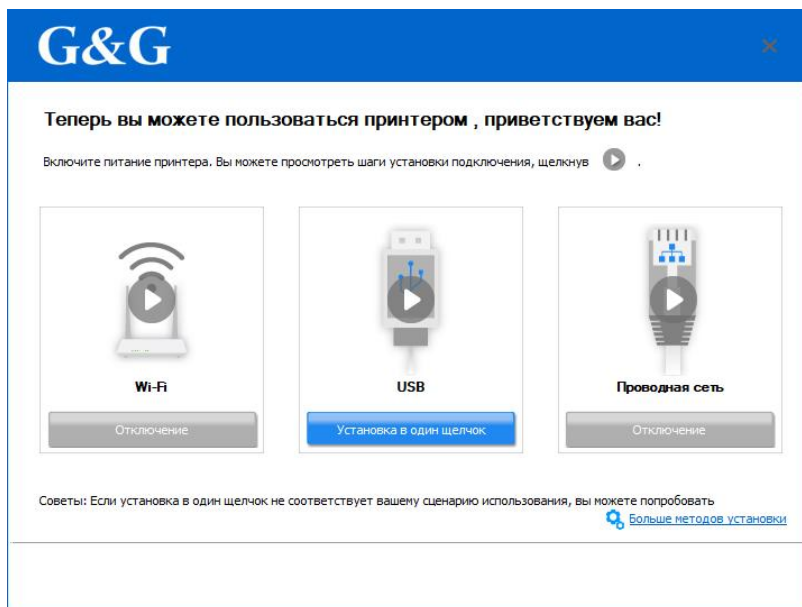 G&G
Теперь вы можете пользоваться принтером , приветствуем вас!
Включите питание принтера. Вы можете просмотреть шаги установки подключения, щелкнув .
Wi-Fi
USB
Проводная сеть
Отключение
Установка в один щелчок
Отключение
Советы: Если установка в один щелчок не соответствует вашему сценарию использования, вы можете попробовать
Больше методов установки